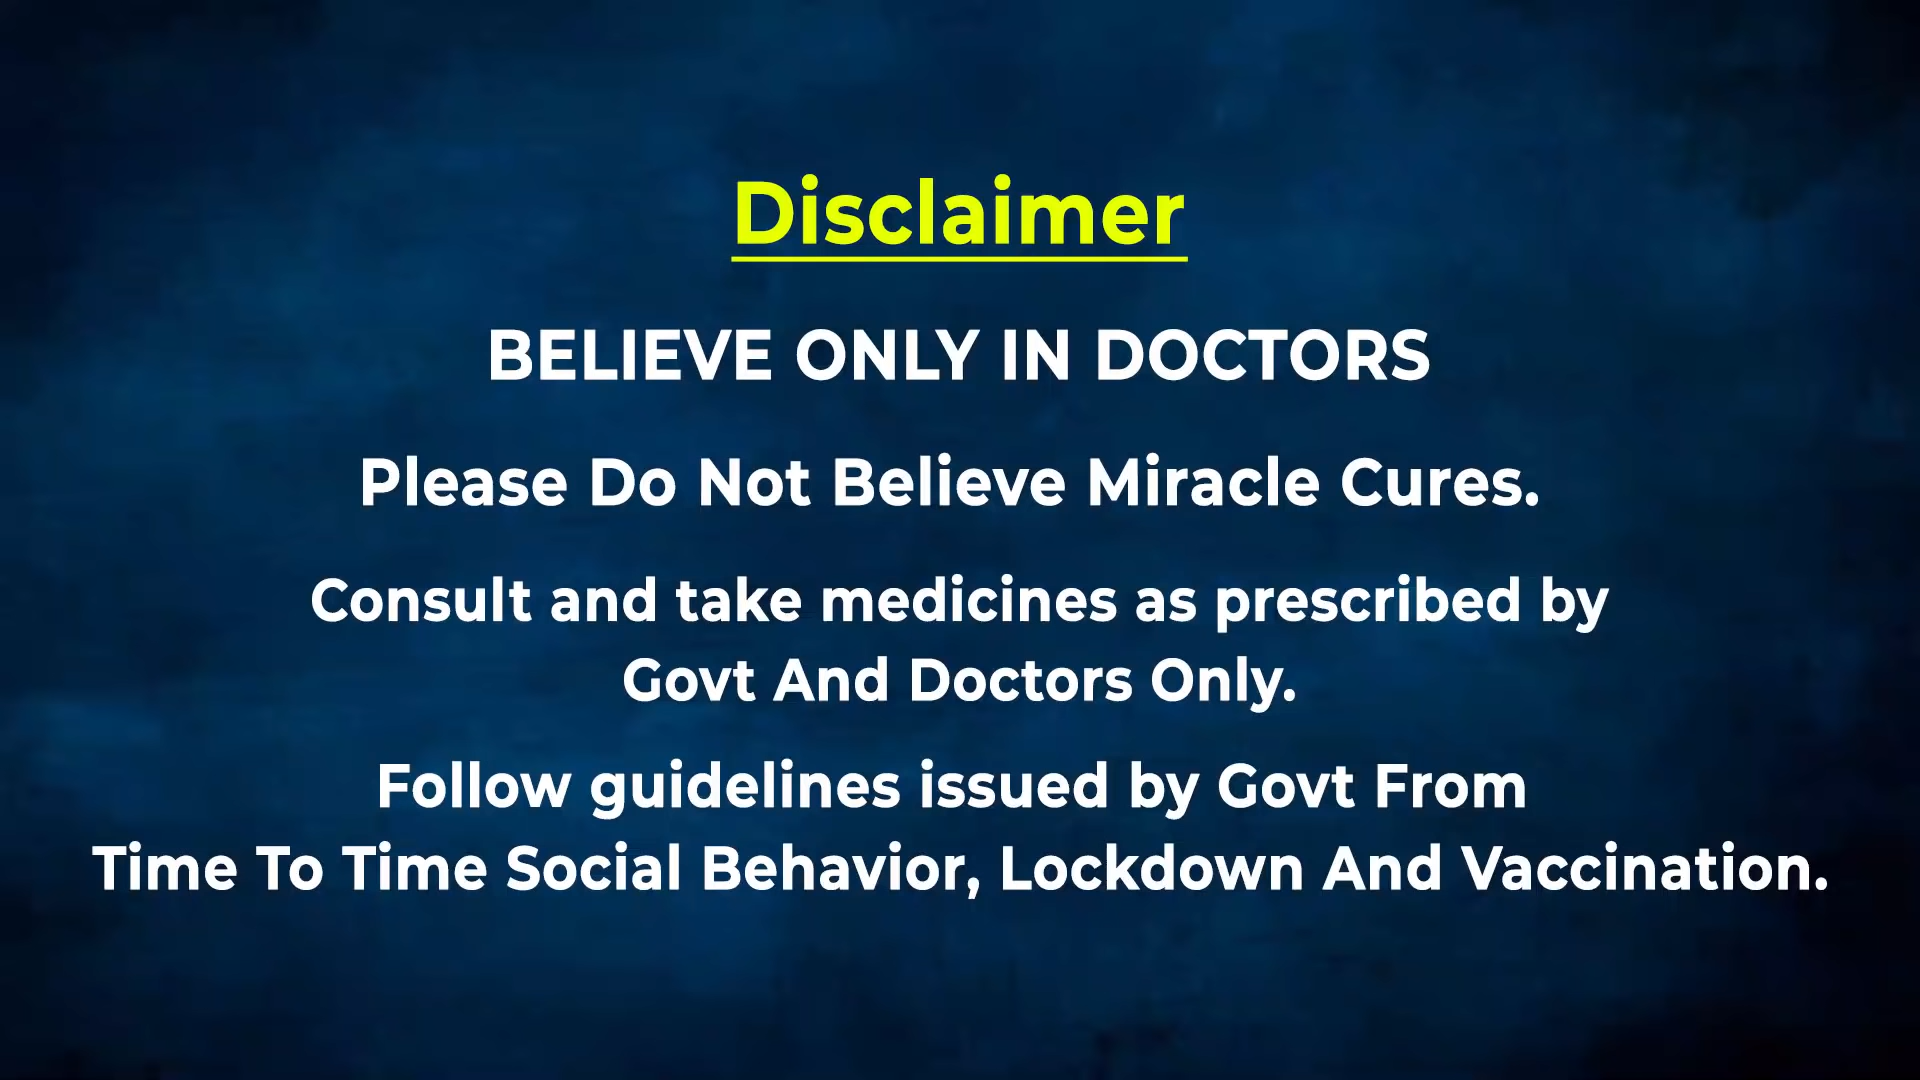 Disclaimer
BELIEVE ONLY IN DOCTORS
Please Do Not Believe Miracle Cures.
Consult and take medicines as prescribed by
Govt And Doctors Only.
Follow guidelines issued by Govt From
Time To Time Social Behavior, Lockdown And Vaccination.